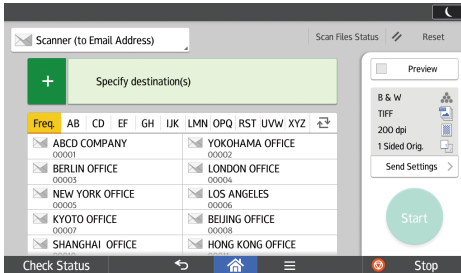 Scanner (to Email Address)
Scan Files Status
Reset
+ Specify destination(s)
Preview
B & W
TIFF
200 dpi
1 Sided Orig.
Send Settings >
Start
Freq. AB CD EF GH IJK LMN OPQ RST UVW XYZ
ABCD COMPANY
00001
YOKOHAMA OFFICE
00002
BERLIN OFFICE
00003
LONDON OFFICE
00004
NEW YORK OFFICE
00005
LOS ANGELES
00006
KYOTO OFFICE
00007
BEIJING OFFICE
00008
SHANGHAI OFFICE
HONG KONG OFFICE
Check Status
Stop